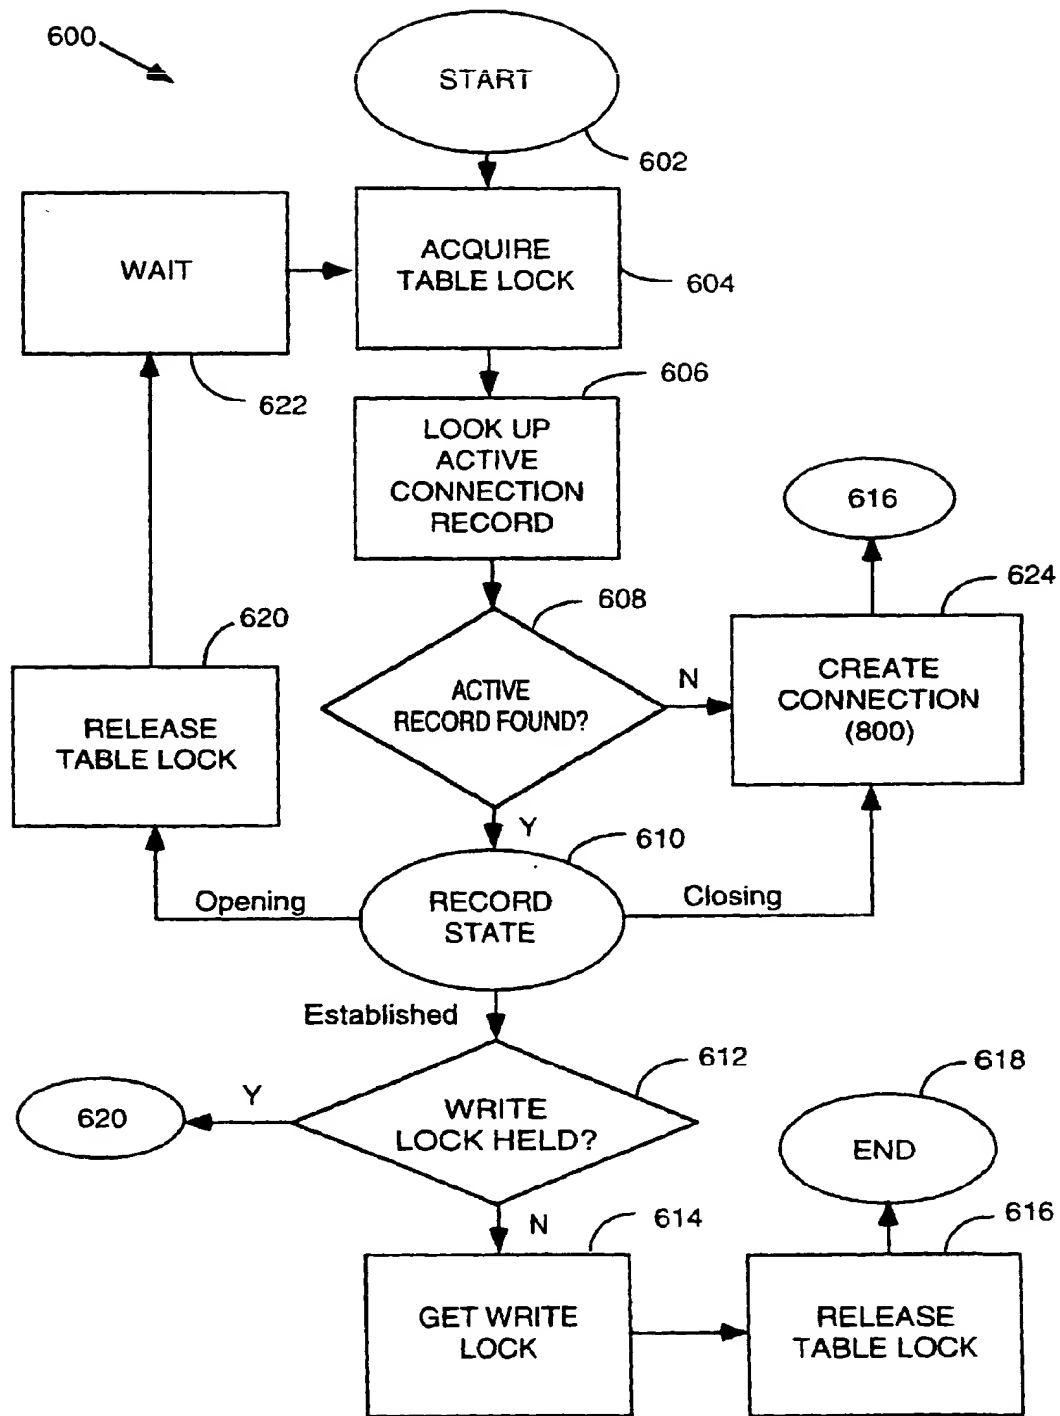 600
START
602
WAIT
ACQUIRE
TABLE LOCK
604
622
606
LOOK UP
ACTIVE
CONNECTION
RECORD
616
624
608
620
ACTIVE
RECORD FOUND?
N
CREATE
CONNECTION
(800)
RELEASE
TABLE LOCK
Y
610
Opening
RECORD
STATE
Closing
Established
612
618
620
Y
WRITE
LOCK HELD?
END
N
614
616
GET WRITE
LOCK
RELEASE
TABLE LOCK